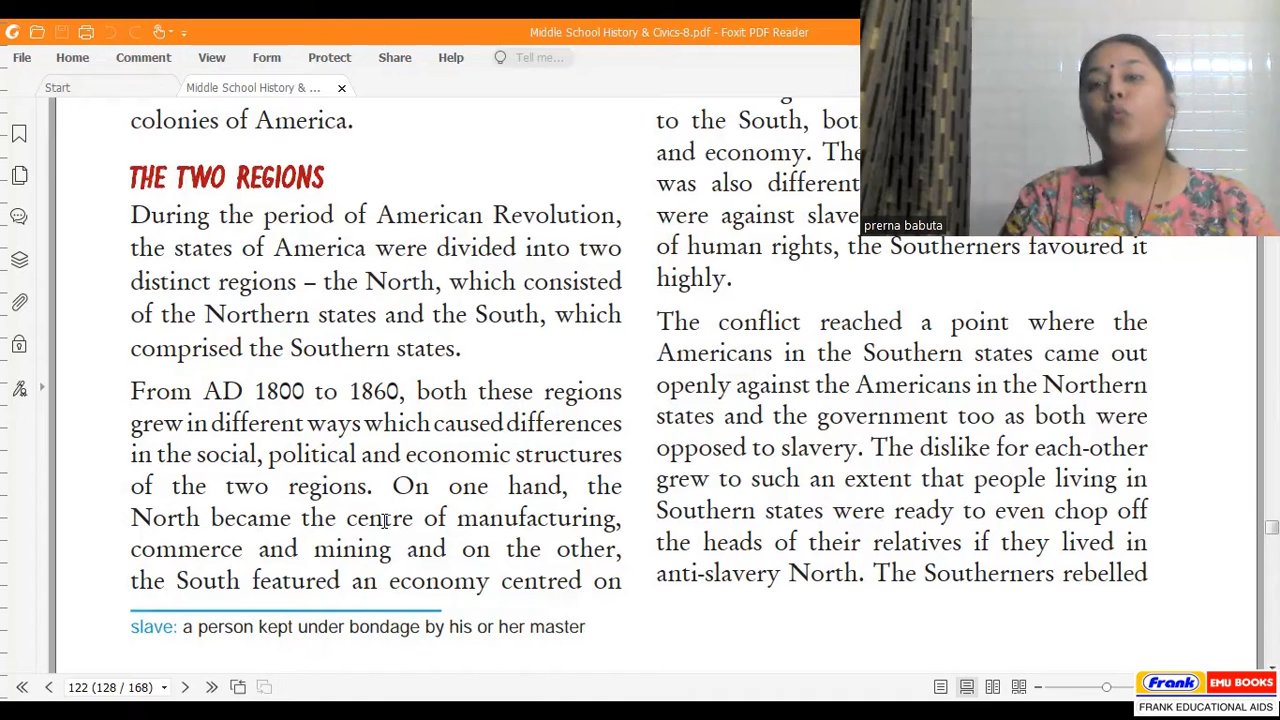 Middle School History & Civics-8.pdf - Foxit PDF Reader
File Home Comment View Form Protect Share Help Tell me...
Start Middle School History & ...
colonies of America.
THE TWO REGIONS
During the period of American Revolution,
the states of America were divided into two
distinct regions – the North, which consisted
of the Northern states and the South, which
comprised the Southern states.
From AD 1800 to 1860, both these regions
grew in different ways which caused differences
in the social, political and economic structures
of the two regions. On one hand, the
North became the centre of manufacturing,
commerce and mining and on the other,
the South featured an economy centred on
slave: a person kept under bondage by his or her master
to the South, bot
and economy. The
was also different
were against slave
of human rights, the Southerners favoured it
highly.
The conflict reached a point where the
Americans in the Southern states came out
openly against the Americans in the Northern
states and the government too as both were
opposed to slavery. The dislike for each-other
grew to such an extent that people living in
Southern states were ready to even chop off
the heads of their relatives if they lived in
anti-slavery North. The Southerners rebelled
prerna babuta
122 (128 / 168)
Frank EMU BOOKS
FRANK EDUCATIONAL AIDS